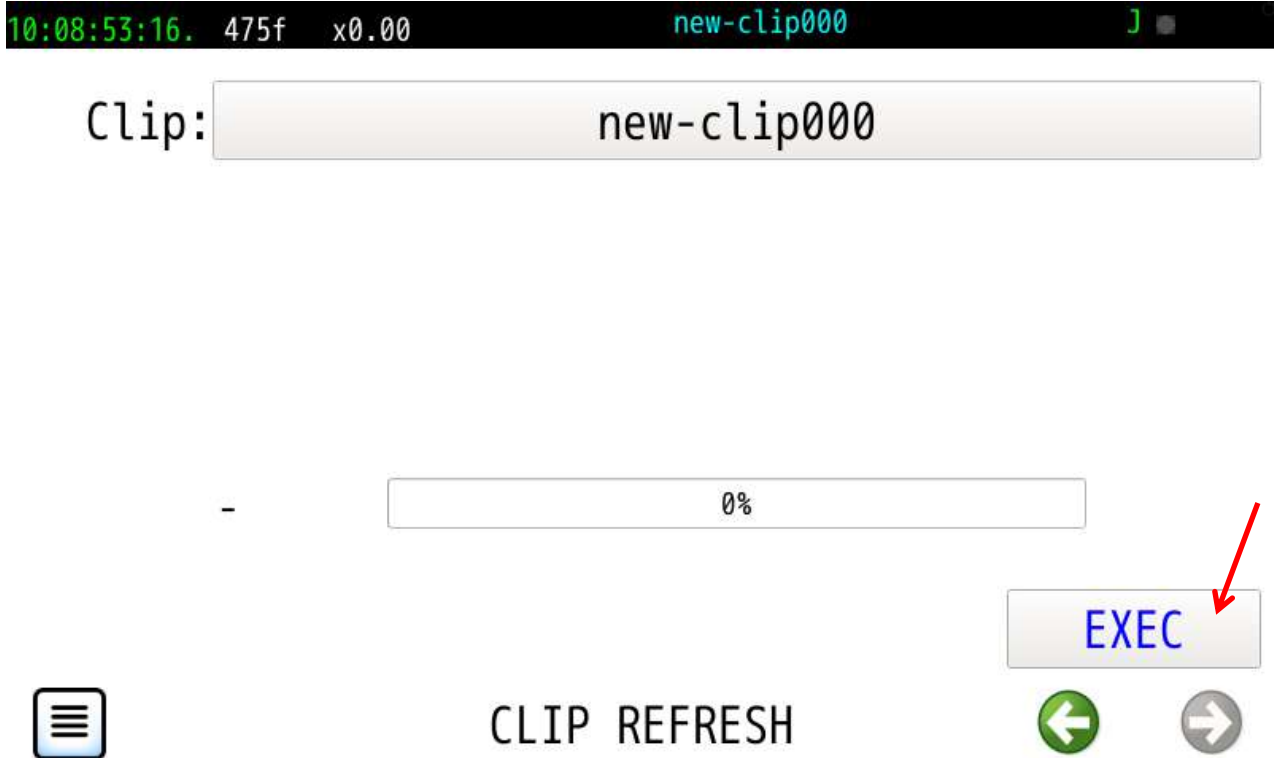 10:08:53:16. 475f x0.00 new-clip000 J
Clip: new-clip000
- 0%
EXEC
CLIP REFRESH